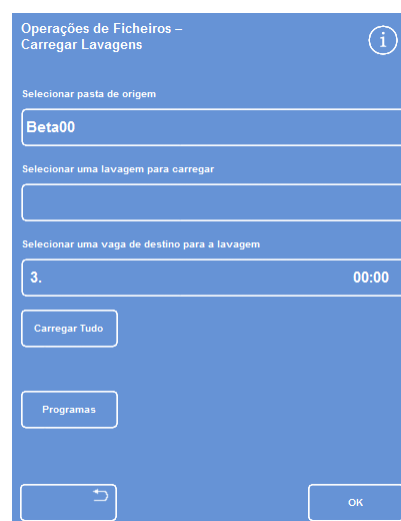 Operações de Ficheiros –
Carregar Lavagens
i
Selecionar pasta de origem
Beta00
Selecionar uma lavagem para carregar
Selecionar uma vaga de destino para a lavagem
3. 00:00
Carregar Tudo
Programas
OK